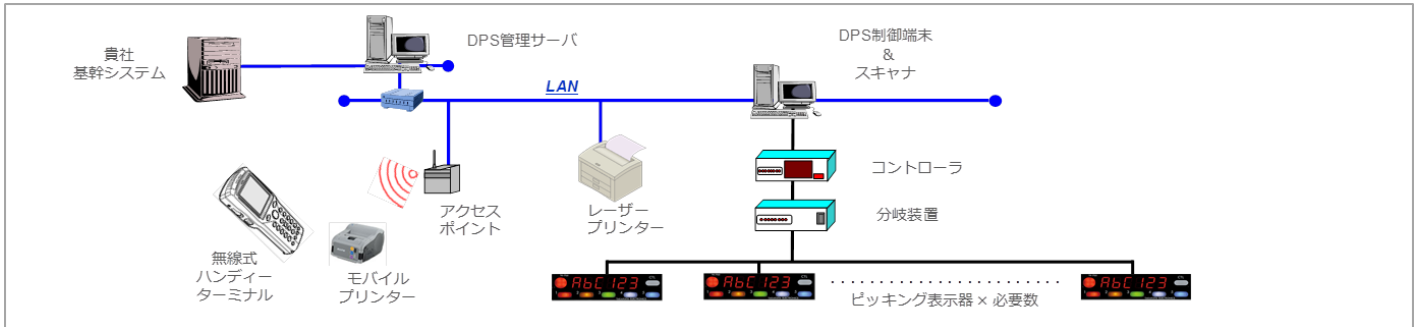 貴社
基幹システム
DPS管理サーバ
DPS制御端末
&
スキャナ
LAN
コントローラ
分岐装置
アクセス
ポイント
レーザー
プリンター
無線式
ハンディー
ターミナル
モバイル
プリンター
AbC 123
AbC 123
AbC 123
ピッキング表示器 × 必要数